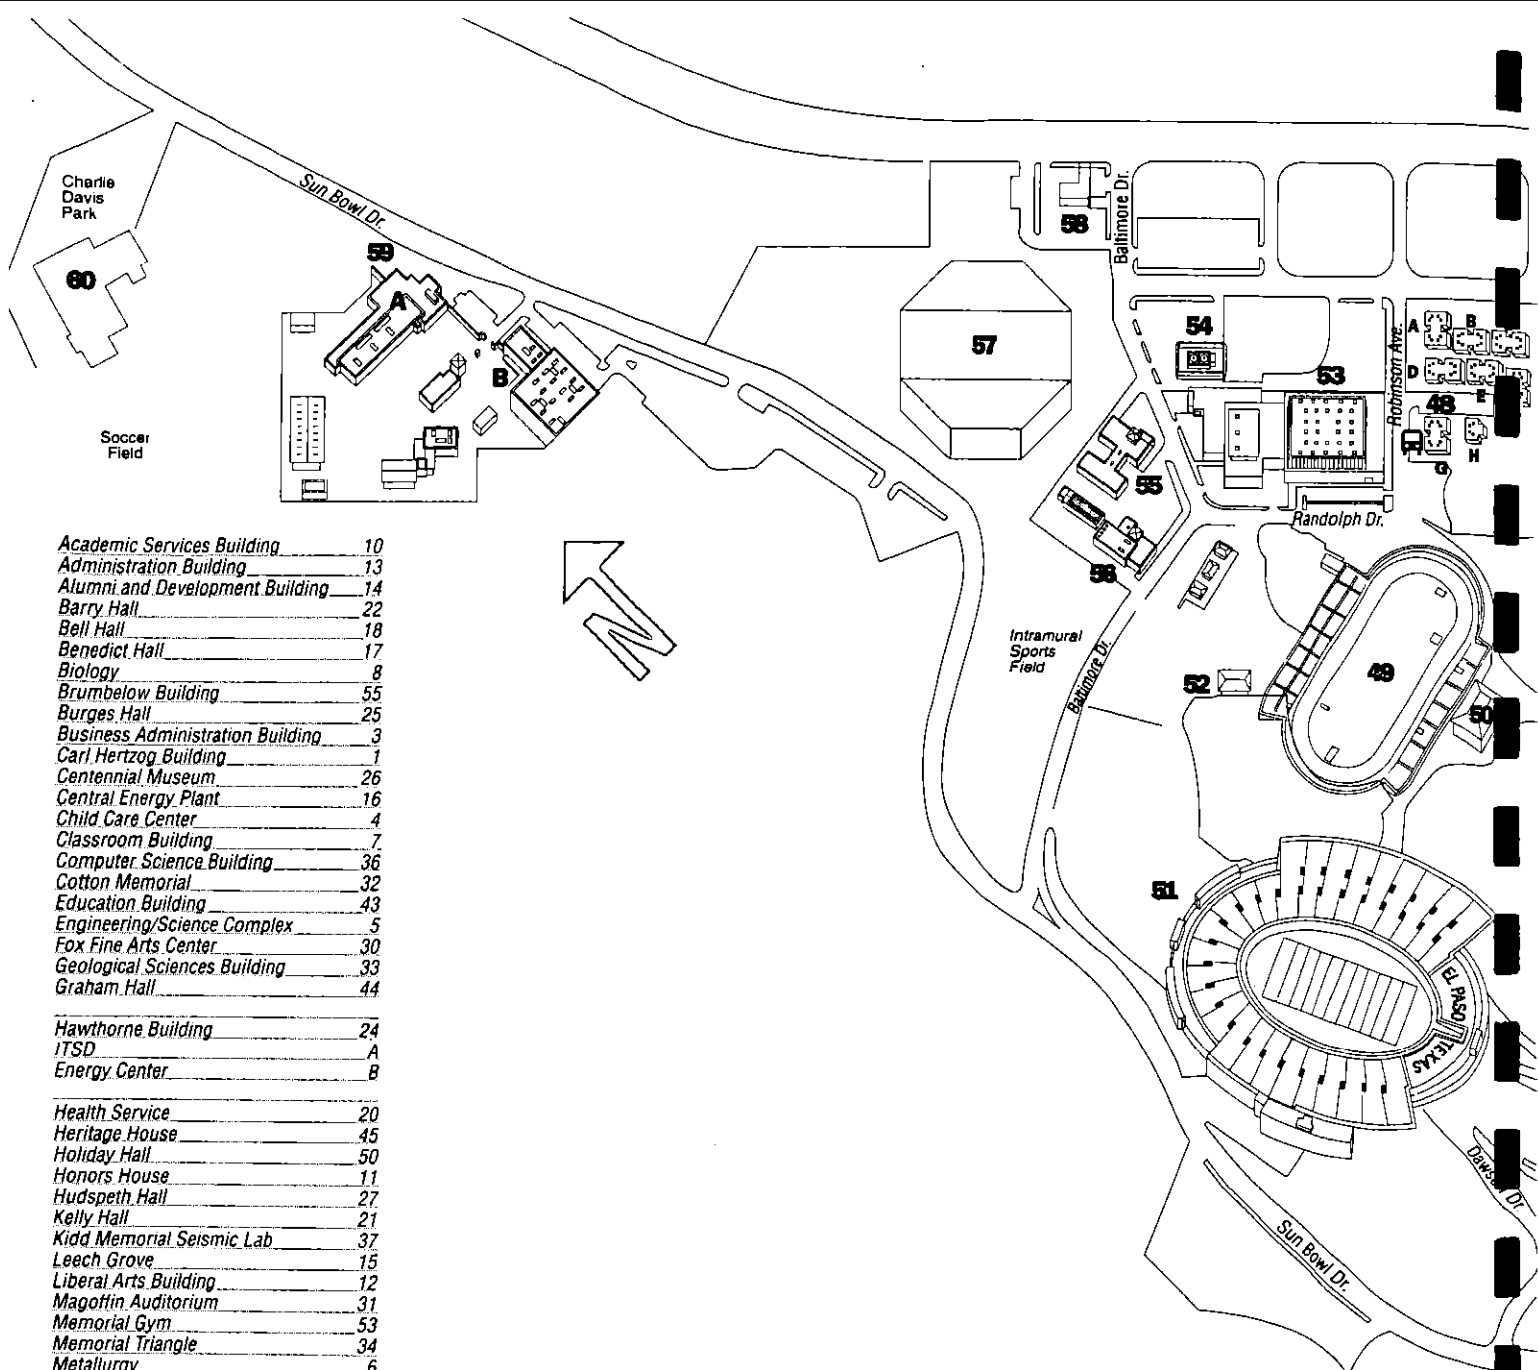 Charlie
Davis
Park
60
Sun Bowl Dr.
59
A
B
Soccer
Field
N
58
Baltimore Dr.
57
54
53
Robinson Ave.
A
B
D
E
48
G
H
55
56
Randolph Dr.
Intramural
Sports
Field
Baltimore Dr.
52
49
50
51
EL PASO
TEXAS
Dawson Dr.
Sun Bowl Dr.
Academic Services Building 10
Administration Building 13
Alumni and Development Building 14
Barry Hall 22
Bell Hall 18
Benedict Hall 17
Biology 8
Brumbelow Building 55
Burges Hall 25
Business Administration Building 3
Carl Hertzog Building 1
Centennial Museum 26
Central Energy Plant 16
Child Care Center 4
Classroom Building 7
Computer Science Building 36
Cotton Memorial 32
Education Building 43
Engineering/Science Complex 5
Fox Fine Arts Center 30
Geological Sciences Building 33
Graham Hall 44
Hawthorne Building 24
ITSD A
Energy Center B
Health Service 20
Heritage House 45
Holiday Hall 50
Honors House 11
Hudspeth Hall 27
Kelly Hall 21
Kidd Memorial Seismic Lab 37
Leech Grove 15
Liberal Arts Building 12
Magoffin Auditorium 31
Memorial Gym 53
Memorial Triangle 34
Metallurgy 6